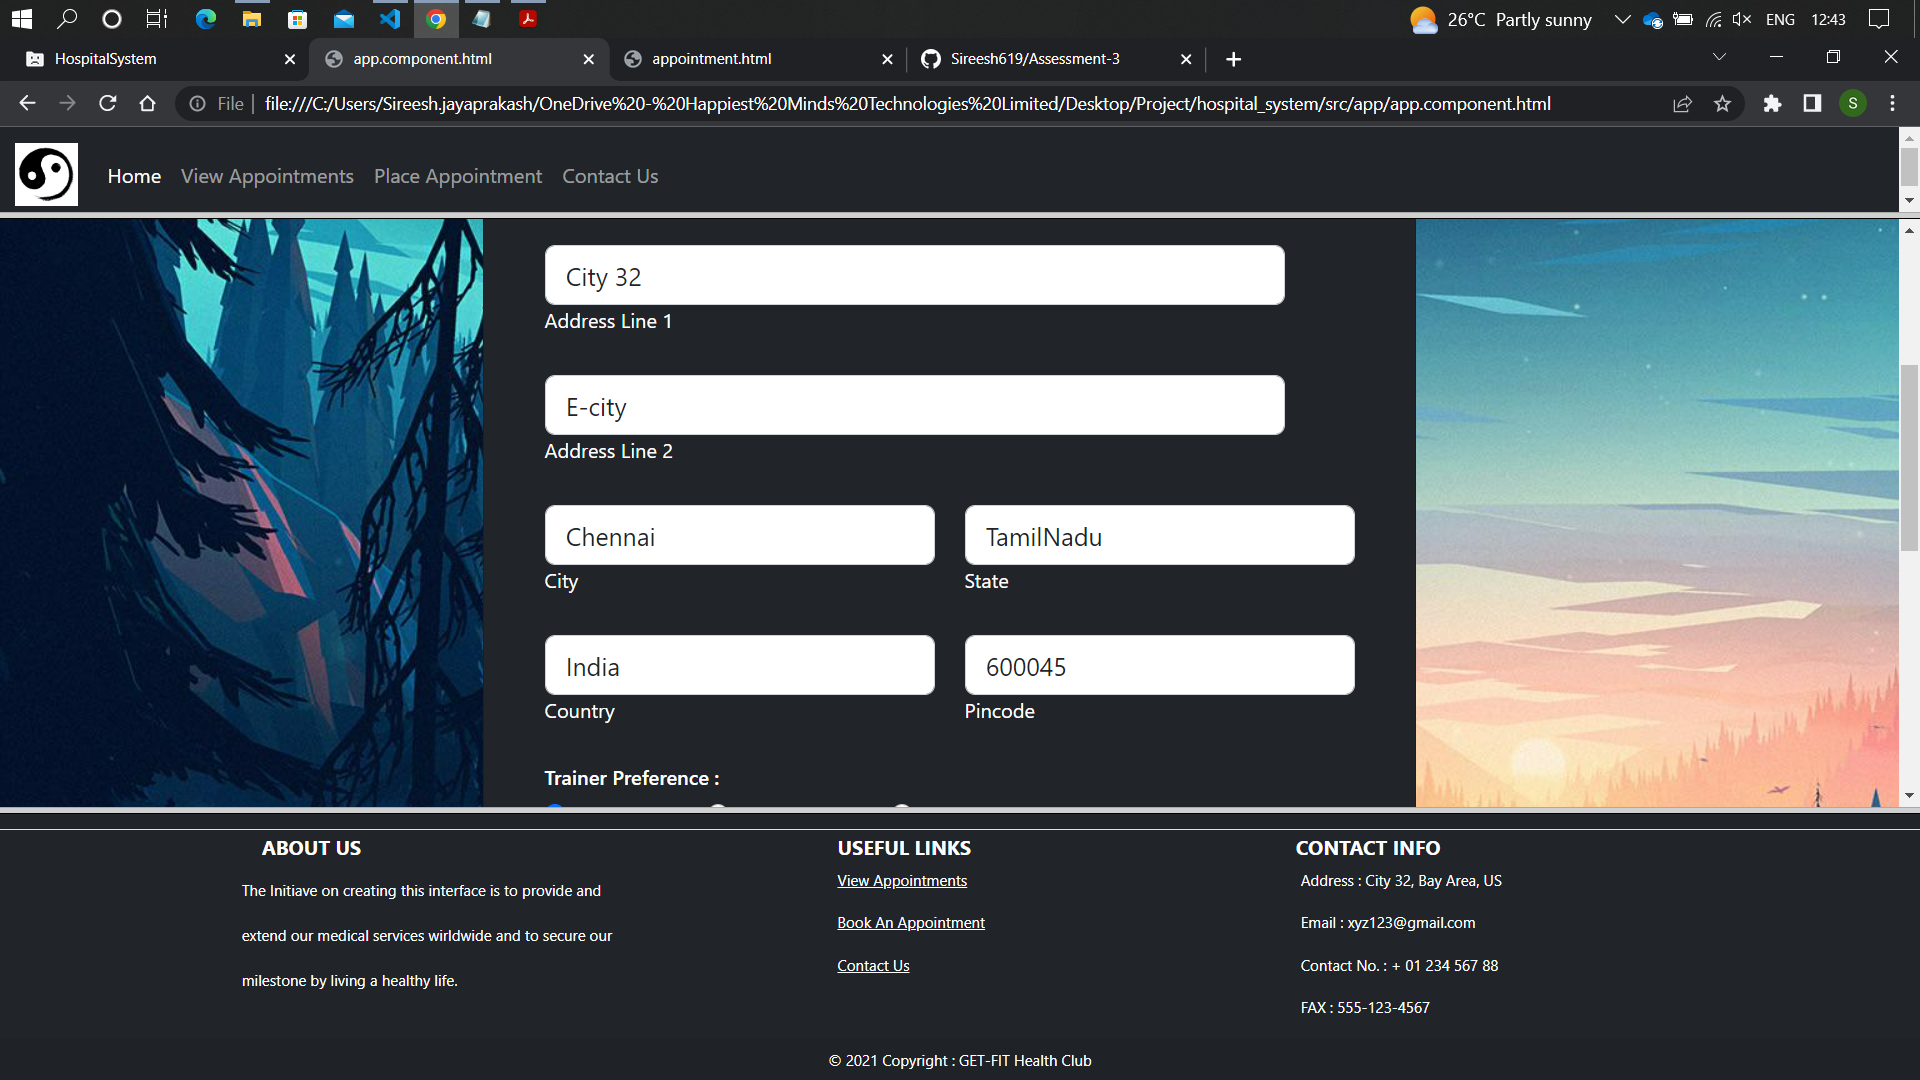 26°C Partly sunny ENG 12:43
HospitalSystem app.component.html appointment.html Sireesh619/Assessment-3
File file:///C:/Users/Sireesh.jayaprakash/OneDrive%20-%20Happiest%20Minds%20Technologies%20Limited/Desktop/Project/hospital_system/src/app/app.component.html S
Home View Appointments Place Appointment Contact Us
City 32
Address Line 1
E-city
Address Line 2
Chennai TamilNadu
City State
India 600045
Country Pincode
Trainer Preference :
ABOUT US
The Initiave on creating this interface is to provide and
extend our medical services wirldwide and to secure our
milestone by living a healthy life.
USEFUL LINKS
View Appointments
Book An Appointment
Contact Us
CONTACT INFO
Address : City 32, Bay Area, US
Email : xyz123@gmail.com
Contact No. : + 01 234 567 88
FAX : 555-123-4567
© 2021 Copyright : GET-FIT Health Club